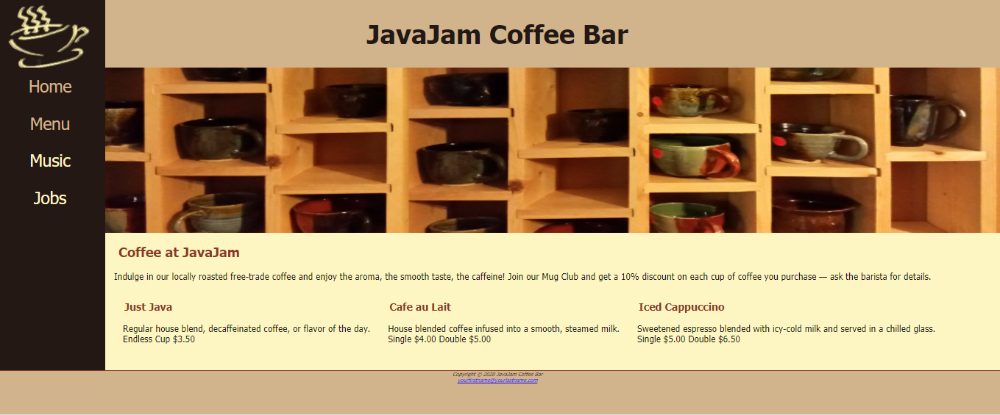 JavaJam Coffee Bar
Home
Menu
Music
Jobs
Coffee at JavaJam
Indulge in our locally roasted free-trade coffee and enjoy the aroma, the smooth taste, the caffeine! Join our Mug Club and get a 10% discount on each cup of coffee you purchase — ask the barista for details.
Just Java
Regular house blend, decaffeinated coffee, or flavor of the day.
Endless Cup $3.50
Cafe au Lait
House blended coffee infused into a smooth, steamed milk.
Single $4.00 Double $5.00
Iced Cappuccino
Sweetened espresso blended with icy-cold milk and served in a chilled glass.
Single $5.00 Double $6.50
Copyright © 2020 JavaJam Coffee Bar
yourfirstname@yourlastname.com